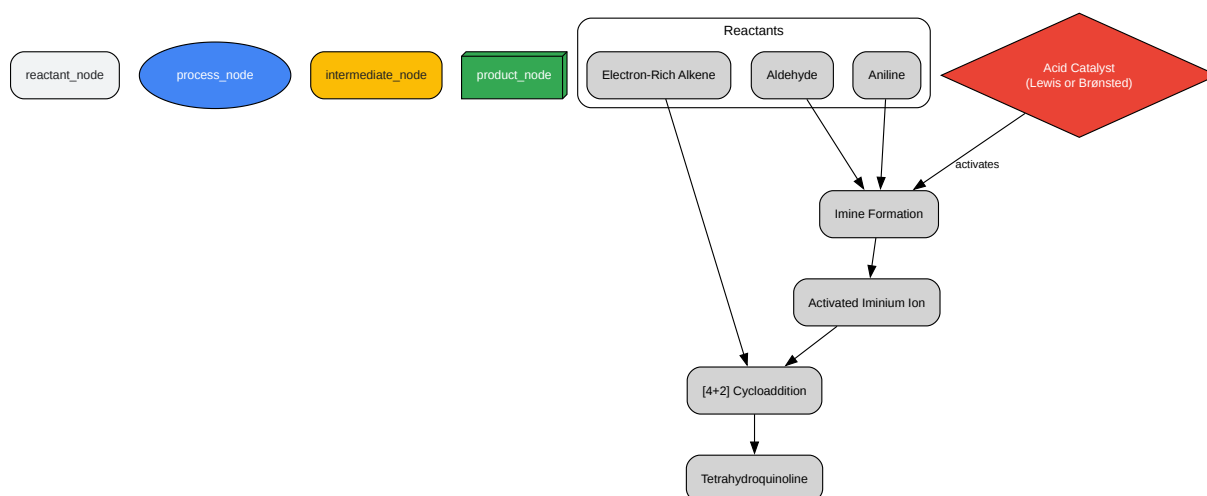 Reactants
reactant_node
process_node
intermediate_node
product_node
Electron-Rich Alkene
Aldehyde
Aniline
Acid Catalyst
(Lewis or Brønsted)
activates
Imine Formation
Activated Iminium Ion
[4+2] Cycloaddition
Tetrahydroquinoline